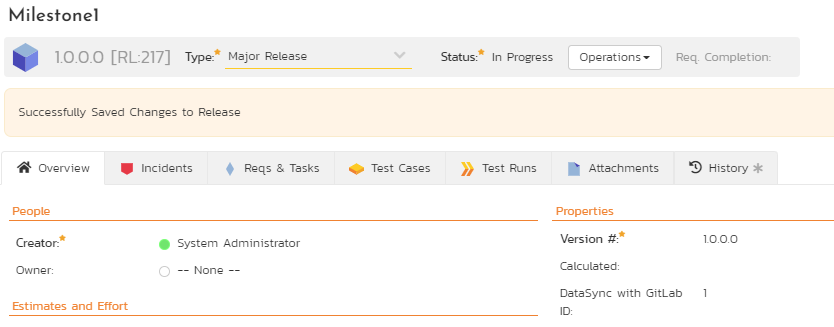 Milestone1
1.0.0.0 [RL:217] Type:* Major Release Status:* In Progress Operations Req. Completion:
Successfully Saved Changes to Release
Overview Incidents Reqs & Tasks Test Cases Test Runs Attachments History *
People
Creator:* System Administrator
Owner: -- None --
Estimates and Effort
Properties
Version #:* 1.0.0.0
Calculated:
DataSync with GitLab 1
ID: